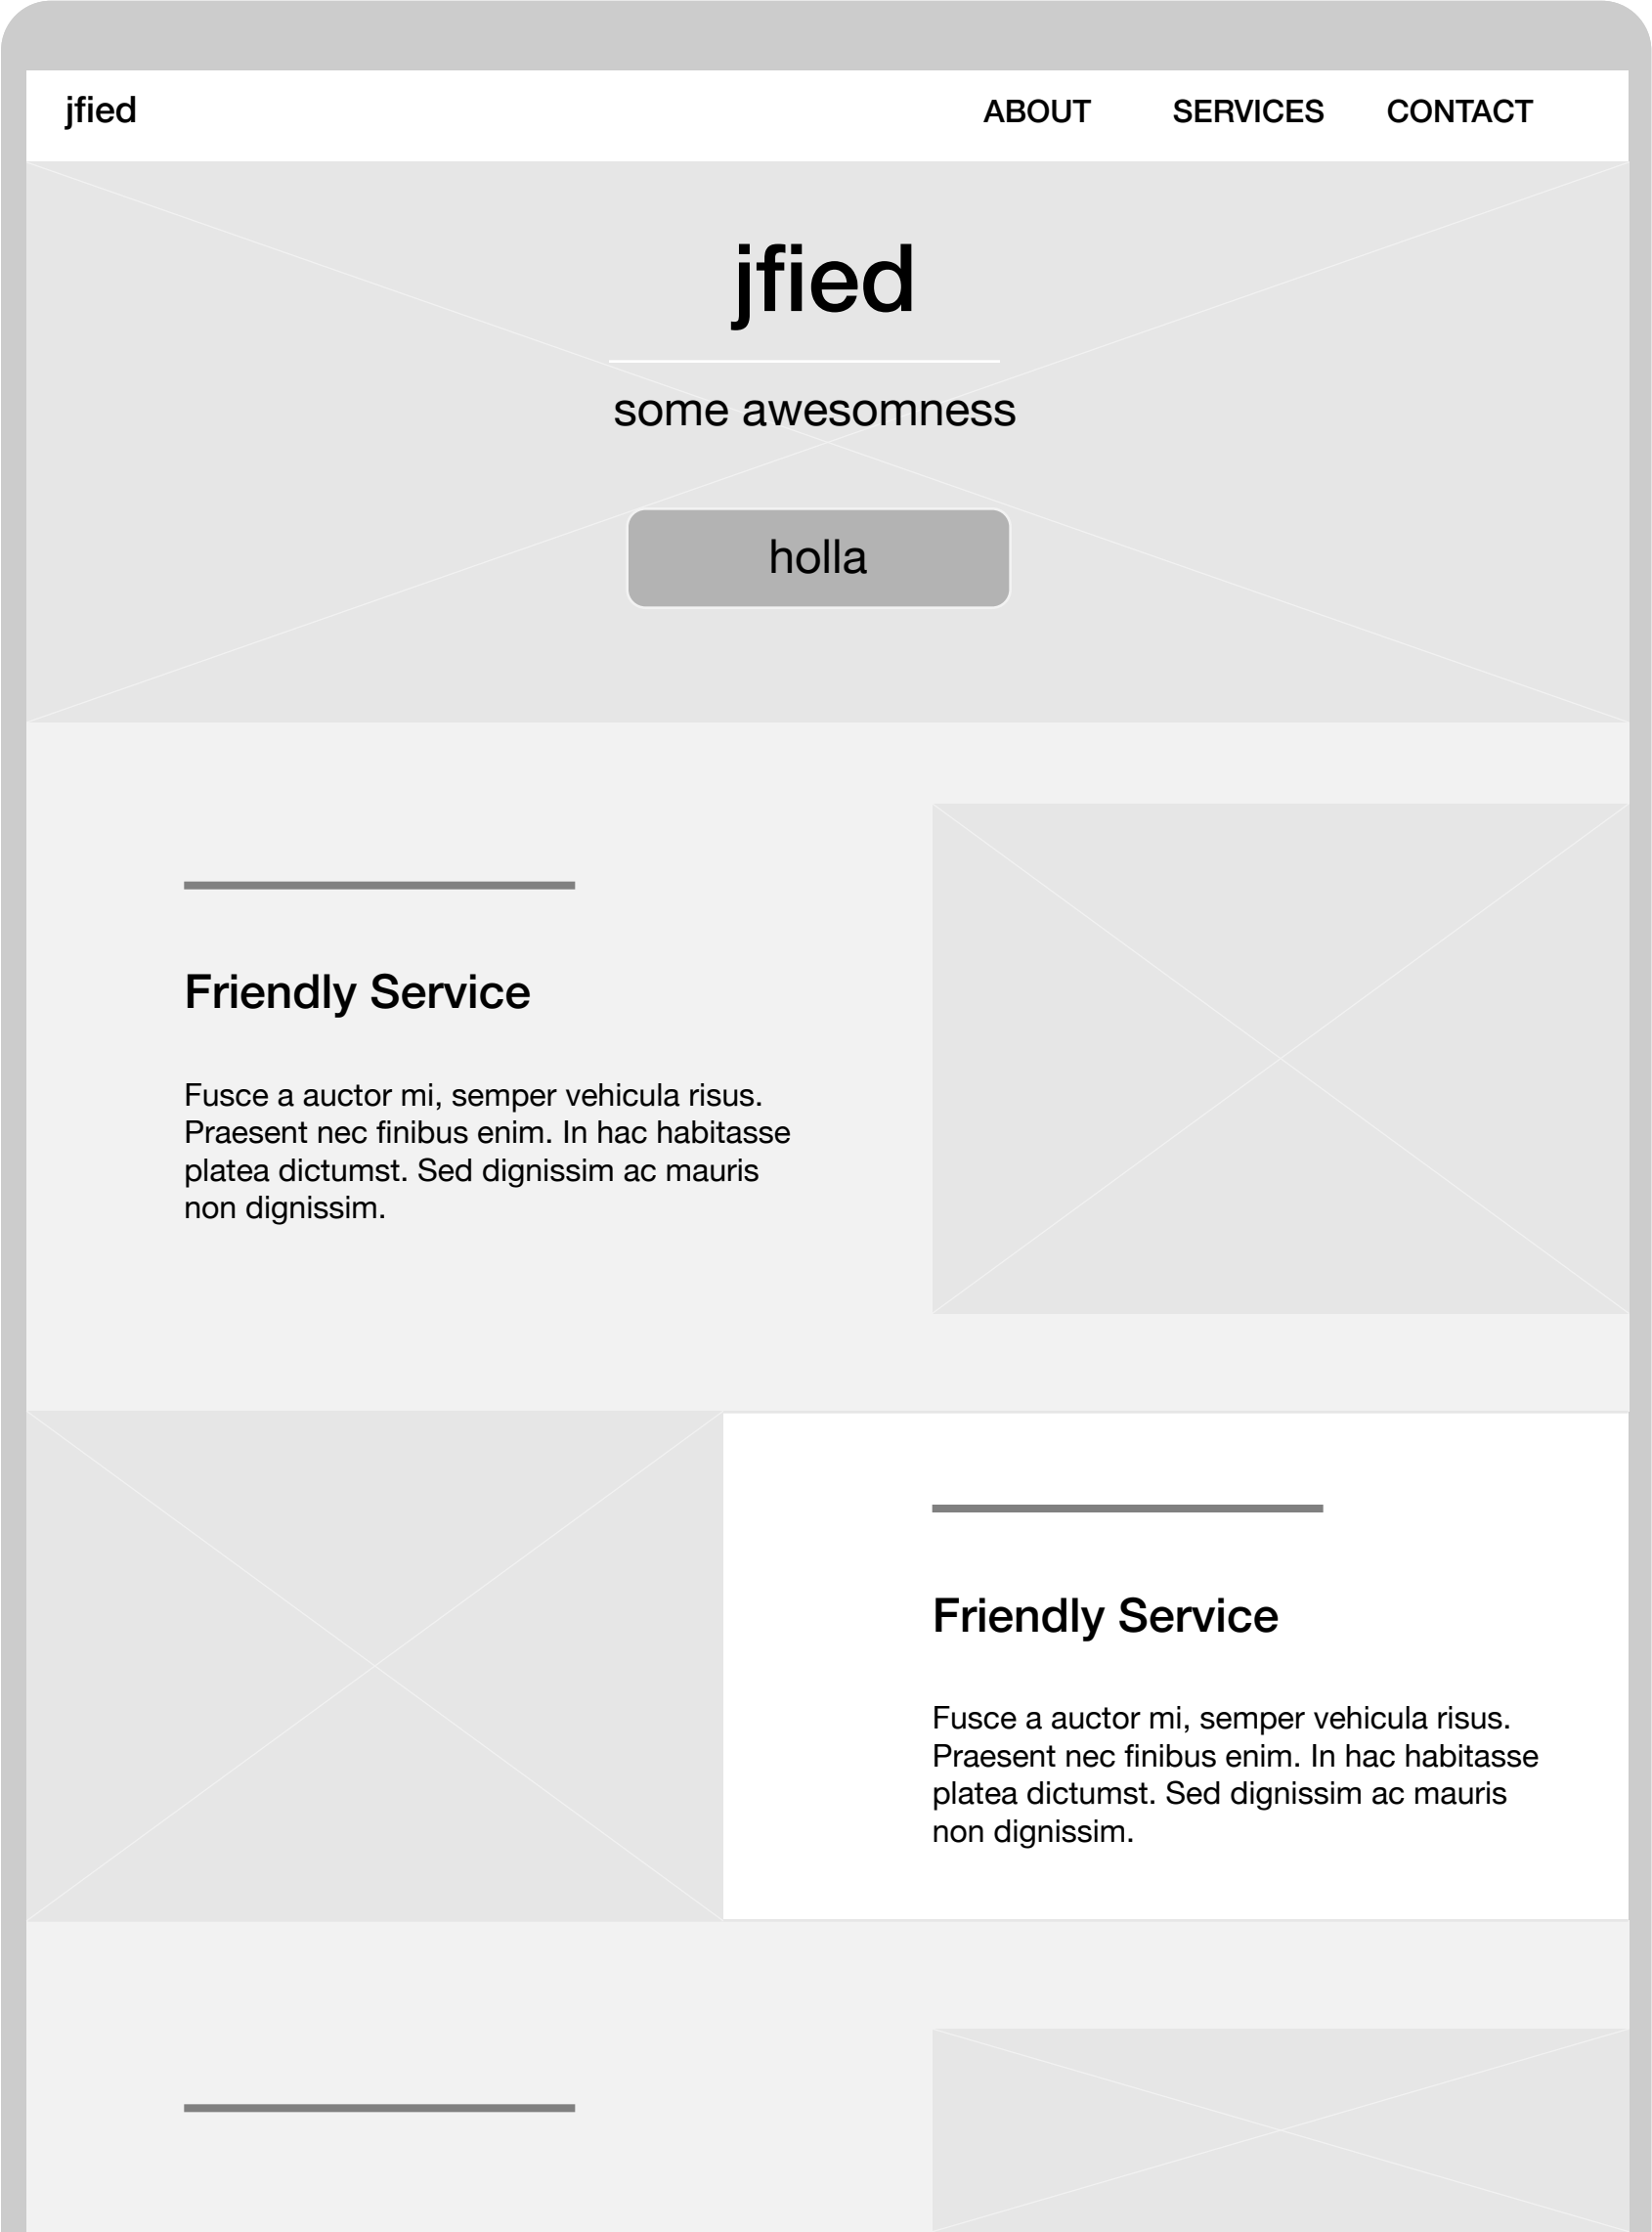 jfied
ABOUT SERVICES CONTACT
jfied
some awesomness
holla
Friendly Service
Fusce a auctor mi, semper vehicula risus.
Praesent nec finibus enim. In hac habitasse
platea dictumst. Sed dignissim ac mauris
non dignissim.
Friendly Service
Fusce a auctor mi, semper vehicula risus.
Praesent nec finibus enim. In hac habitasse
platea dictumst. Sed dignissim ac mauris
non dignissim.